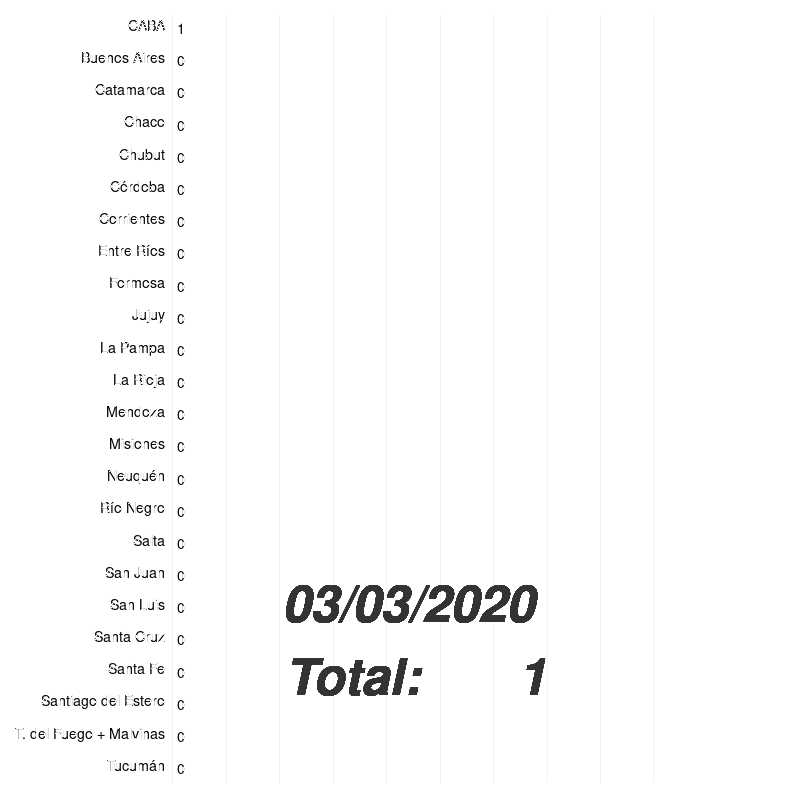 CABA 1
Buenos Aires 0
Catamarca 0
Chaco 0
Chubut 0
Córdoba 0
Corrientes 0
Entre Ríos 0
Formosa 0
Jujuy 0
La Pampa 0
La Rioja 0
Mendoza 0
Misiones 0
Neuquén 0
Río Negro 0
Salta 0
San Juan 0
San Luis 0
Santa Cruz 0
Santa Fe 0
Santiago del Estero 0
T. del Fuego + Malvinas 0
Tucumán 0
03/03/2020
Total: 1